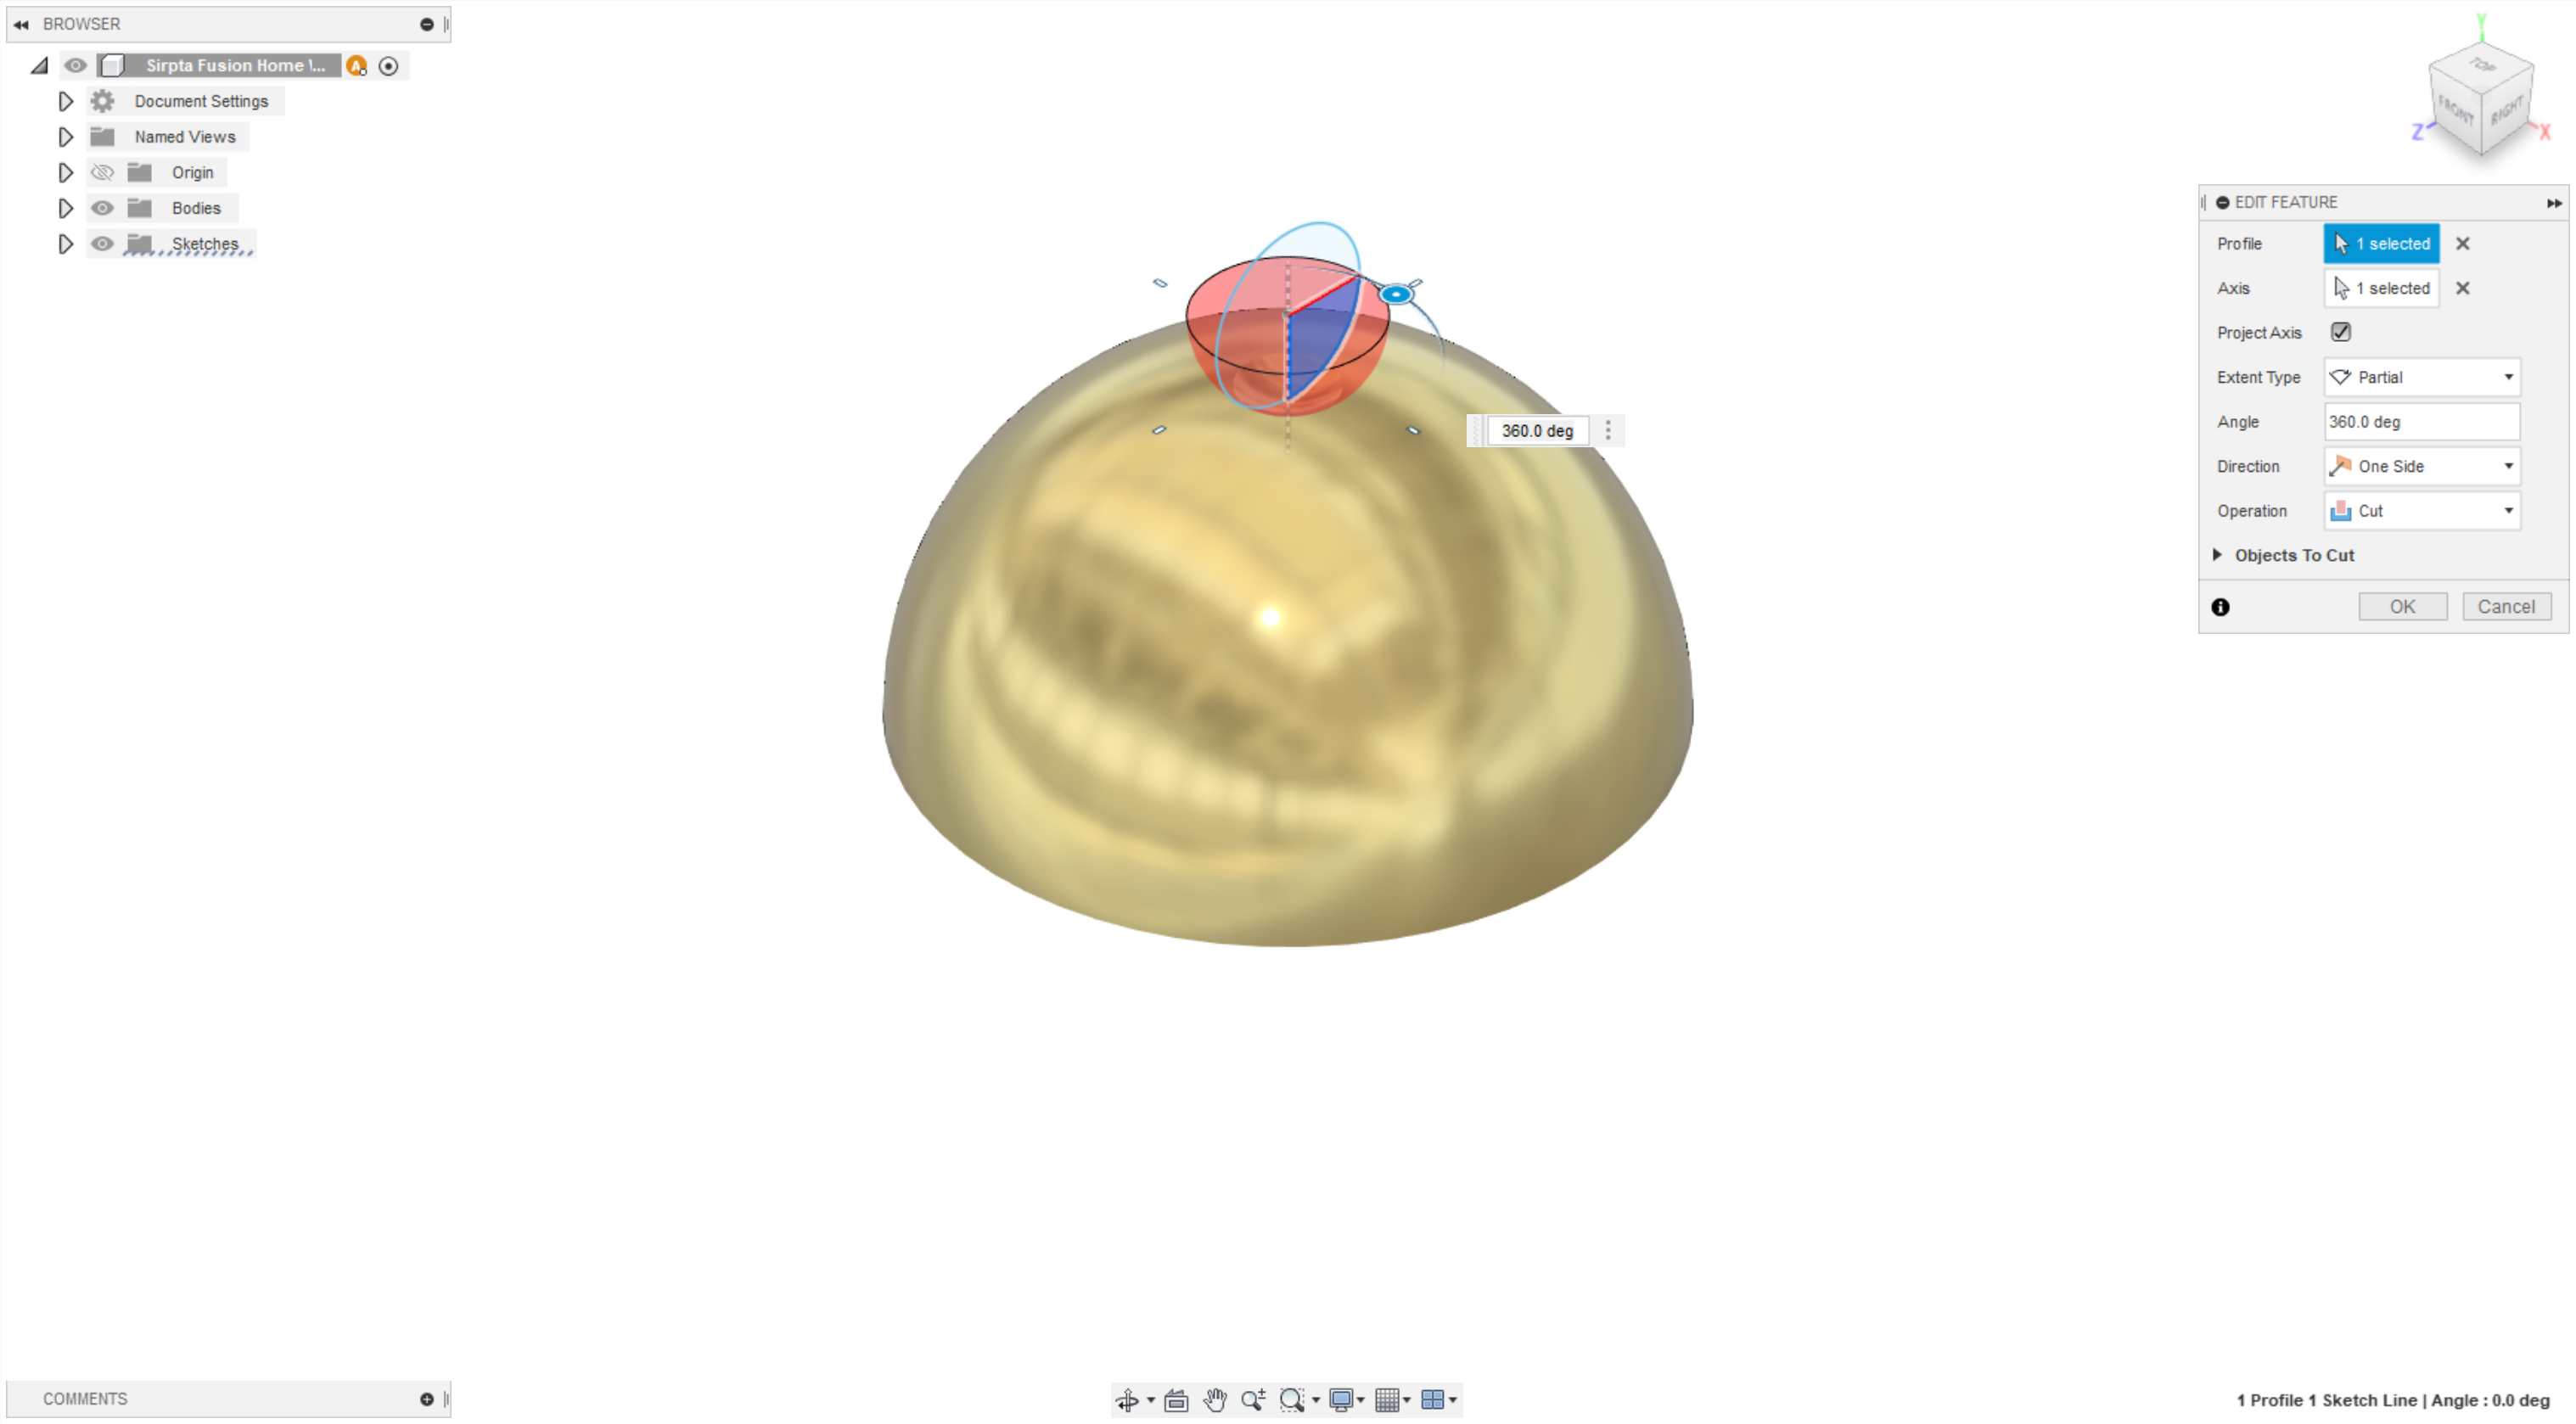 BROWSER
Sirpta Fusion Home \...
Document Settings
Named Views
Origin
Bodies
Sketches
Y
TOP
FRONT
RIGHT
Z
X
EDIT FEATURE
Profile 1 selected
Axis 1 selected
Project Axis
Extent Type Partial
Angle 360.0 deg
Direction One Side
Operation Cut
Objects To Cut
OK Cancel
360.0 deg
COMMENTS
1 Profile 1 Sketch Line | Angle : 0.0 deg